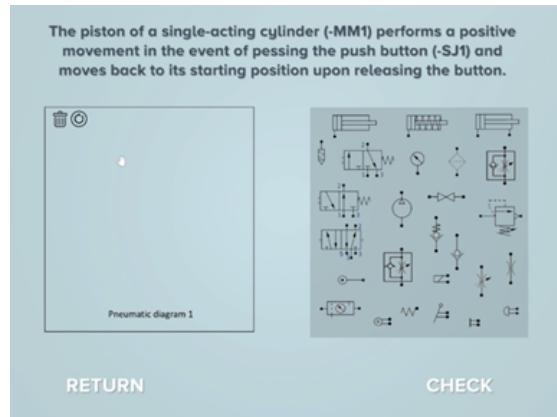 The piston of a single-acting cylinder (-MM1) performs a positive
movement in the event of pessing the push button (-SJ1) and
moves back to its starting position upon releasing the button.
Pneumatic diagram 1
RETURN
CHECK